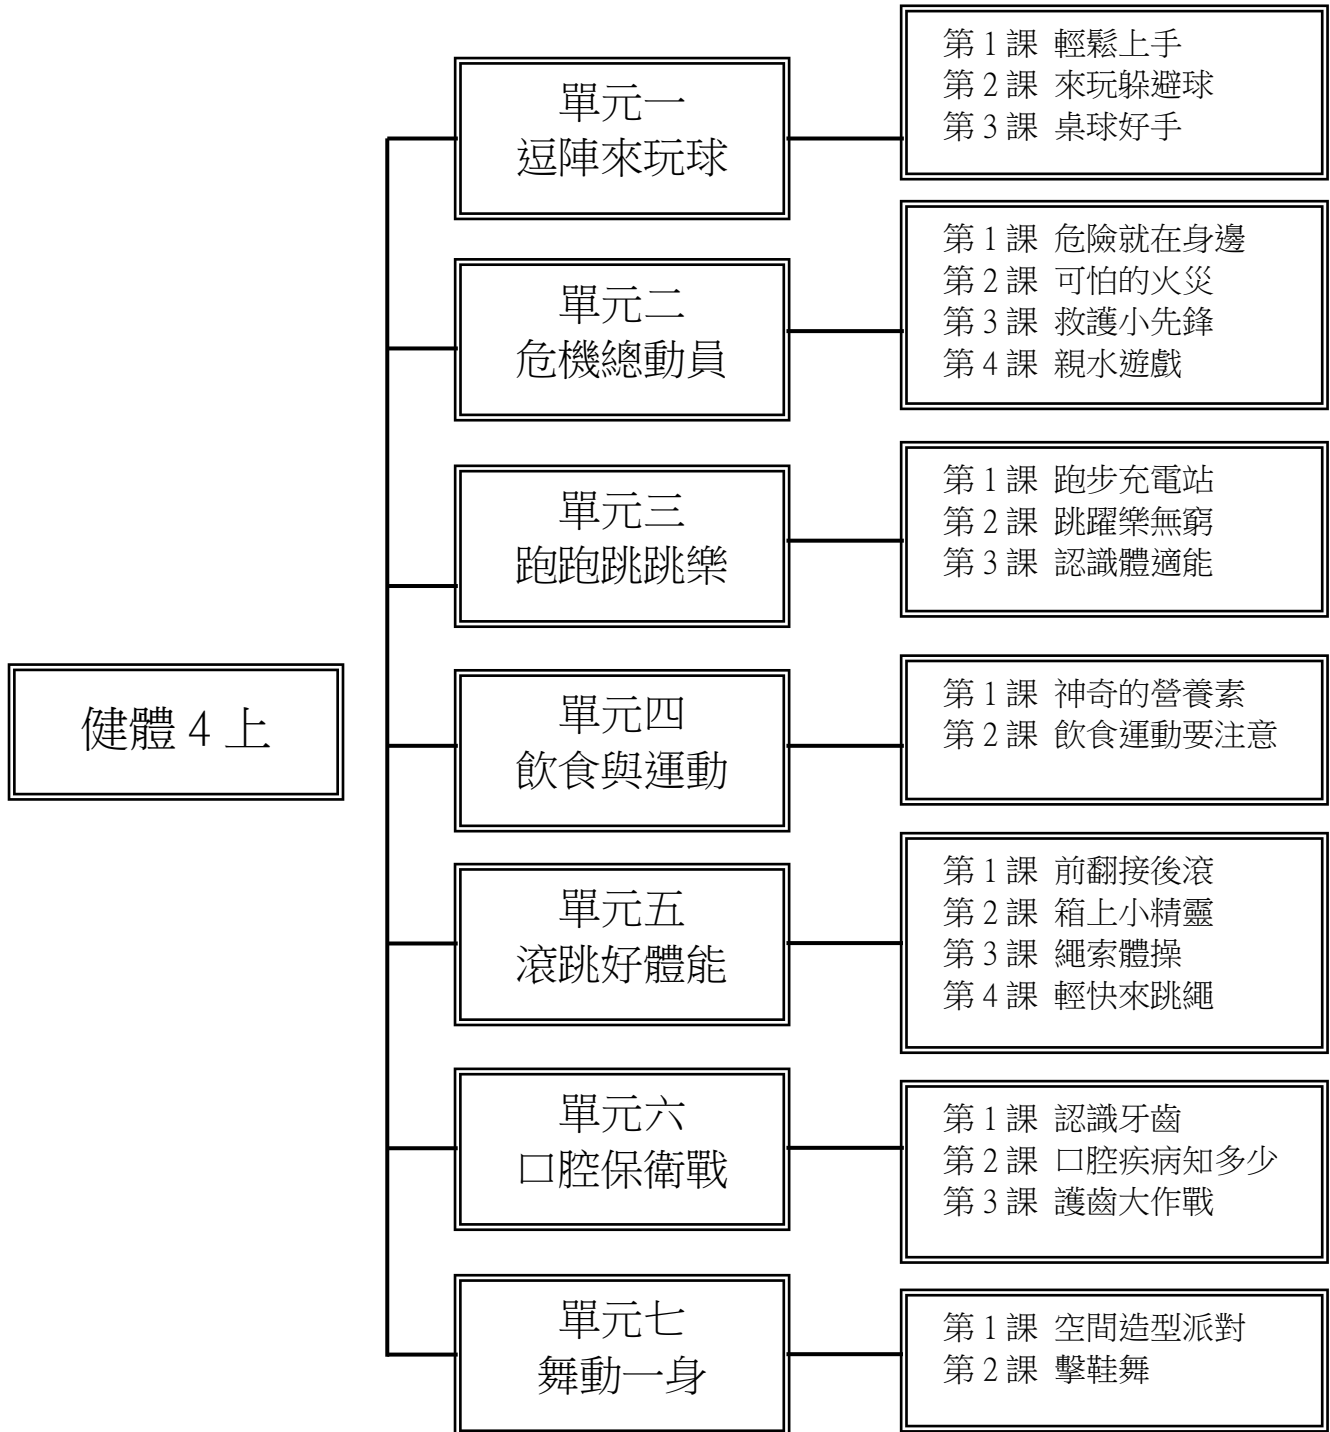 健體 4 上
單元一
逗陣來玩球
第 1 課 輕鬆上手
第 2 課 來玩躲避球
第 3 課 桌球好手
單元二
危機總動員
第 1 課 危險就在身邊
第 2 課 可怕的火災
第 3 課 救護小先鋒
第 4 課 親水遊戲
單元三
跑跑跳跳樂
第 1 課 跑步充電站
第 2 課 跳躍樂無窮
第 3 課 認識體適能
單元四
飲食與運動
第 1 課 神奇的營養素
第 2 課 飲食運動要注意
單元五
滾跳好體能
第 1 課 前翻接後滾
第 2 課 箱上小精靈
第 3 課 繩索體操
第 4 課 輕快來跳繩
單元六
口腔保衛戰
第 1 課 認識牙齒
第 2 課 口腔疾病知多少
第 3 課 護齒大作戰
單元七
舞動一身
第 1 課 空間造型派對
第 2 課 擊鞋舞